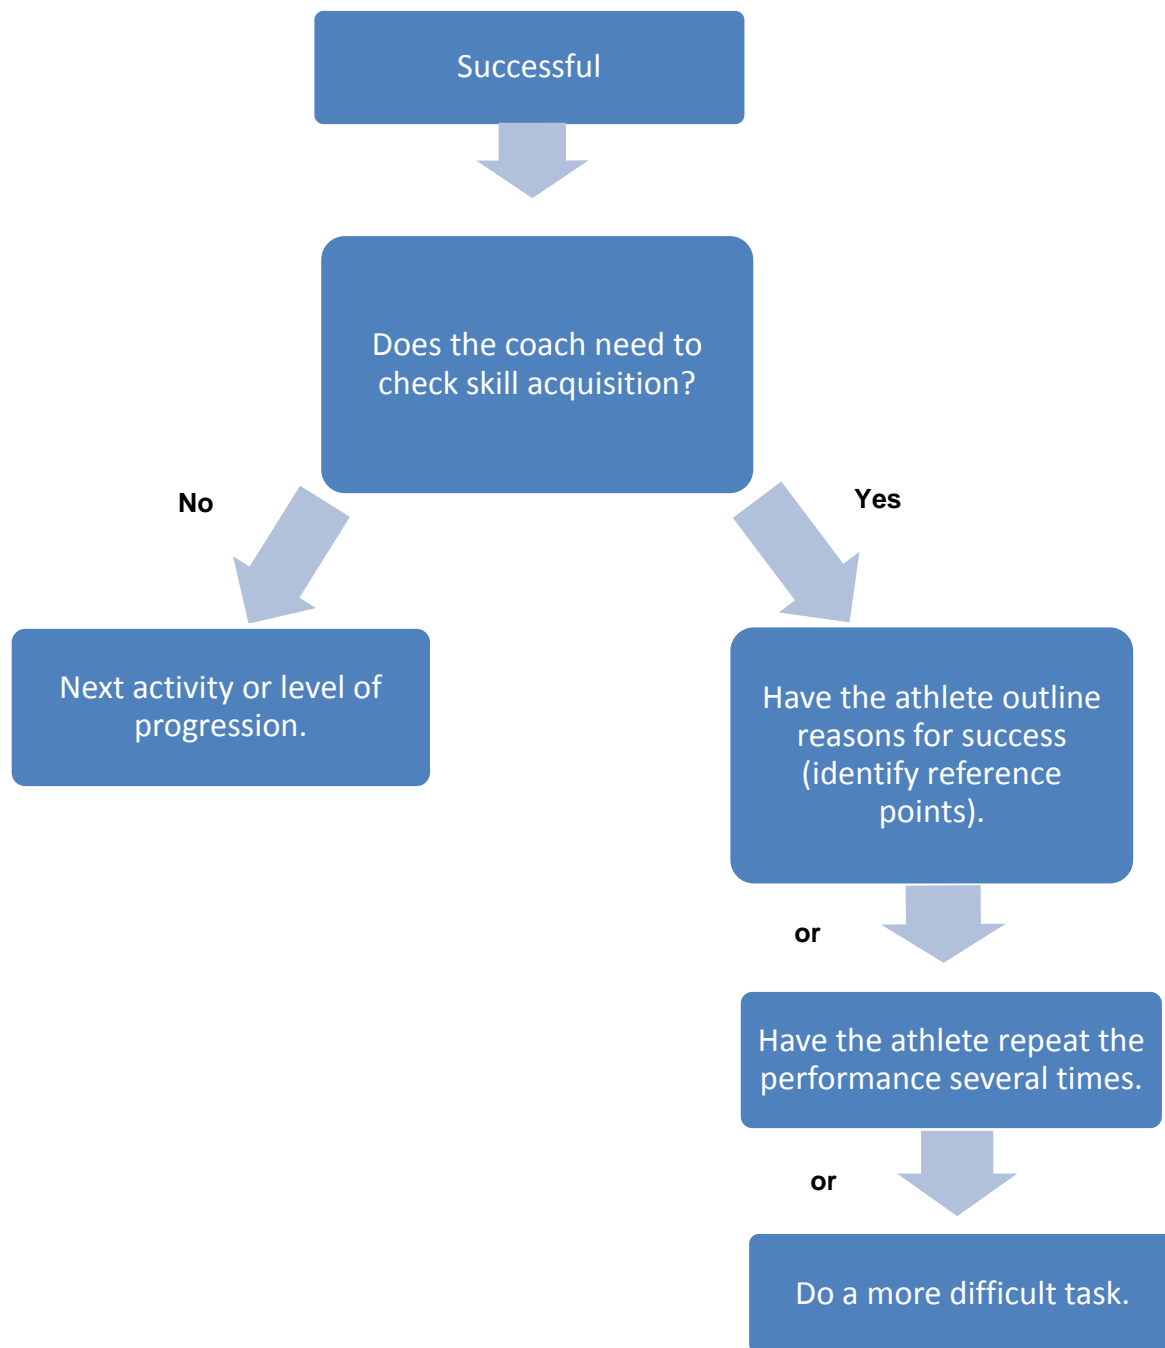 Successful
Does the coach need to
check skill acquisition?
No
Yes
Next activity or level of
progression.
Have the athlete outline
reasons for success
(identify reference
points).
or
Have the athlete repeat the
performance several times.
or
Do a more difficult task.